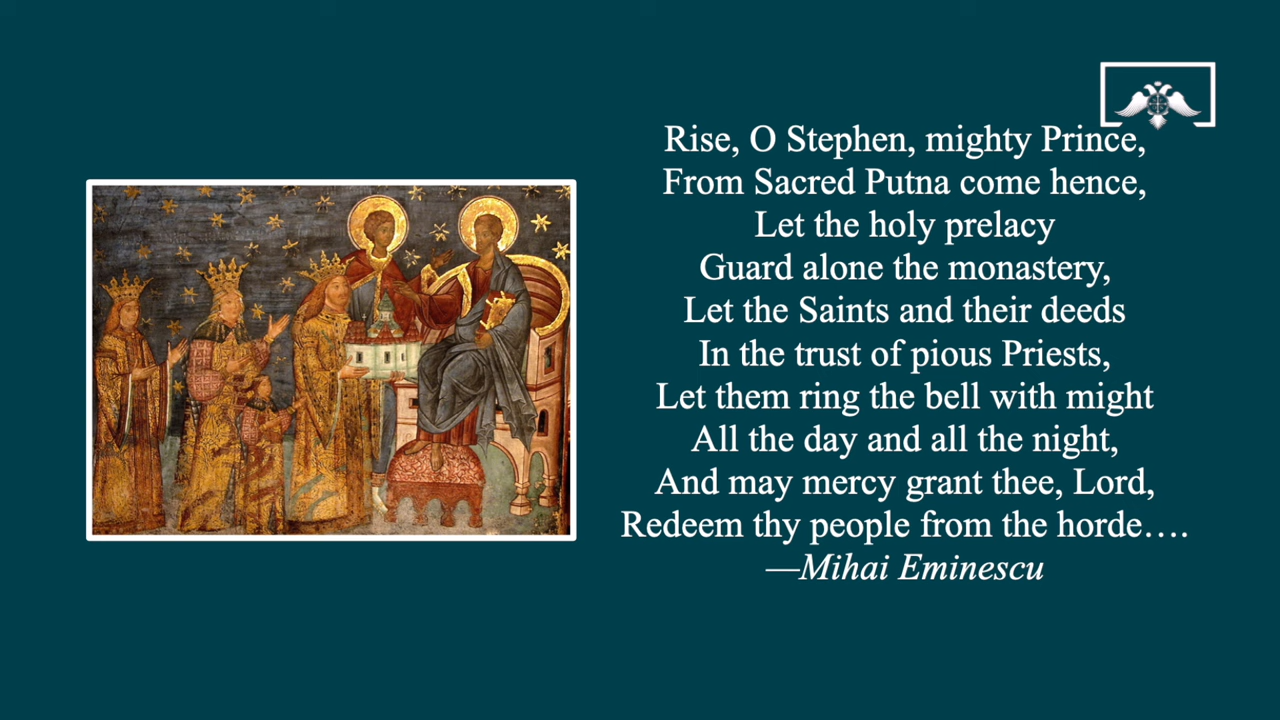 Rise, O Stephen, mighty Prince,
From Sacred Putna come hence,
Let the holy prelacy
Guard alone the monastery,
Let the Saints and their deeds
In the trust of pious Priests,
Let them ring the bell with might
All the day and all the night,
And may mercy grant thee, Lord,
Redeem thy people from the horde….
—Mihai Eminescu